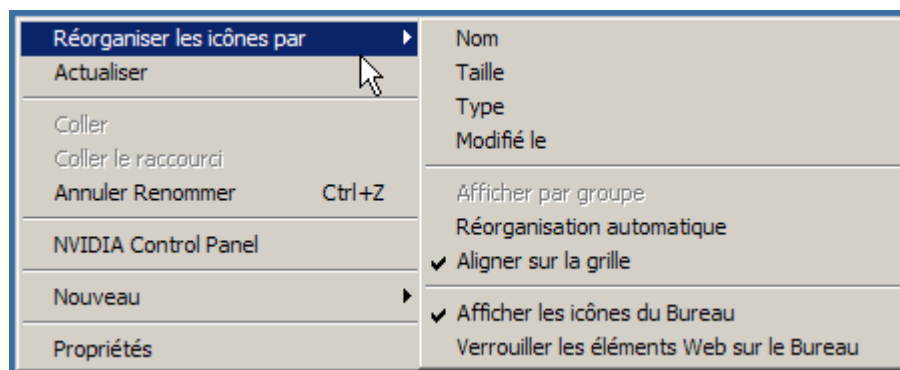 Réorganiser les icônes par
Actualiser
Coller
Coller le raccourci
Annuler Renommer Ctrl+Z
NVIDIA Control Panel
Nouveau
Propriétés
Nom
Taille
Type
Modifié le
Afficher par groupe
Réorganisation automatique
Aligner sur la grille
Afficher les icônes du Bureau
Verrouiller les éléments Web sur le Bureau